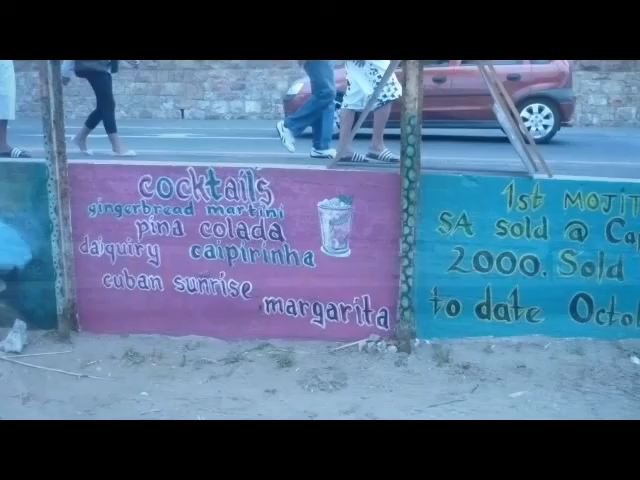 cocktails
gingerbread martini
pina colada
daiquiry caipirinha
cuban sunrise
margarita
1st MOJIT
SA sold @ Ca
2000. Sold
to date Octo